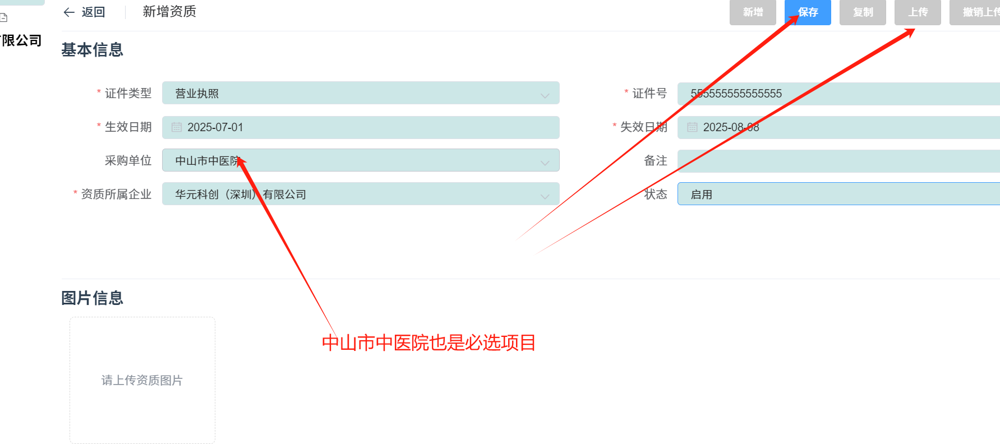 返回 新增资质 新增 保存 复制 上传 撤销上传
限公司
基本信息
* 证件类型 营业执照 * 证件号 555555555555555
* 生效日期 2025-07-01 * 失效日期 2025-08-08
采购单位 中山市中医院 备注
* 资质所属企业 华元科创（深圳）有限公司 状态 启用
图片信息
中山市中医院也是必选项目
请上传资质图片